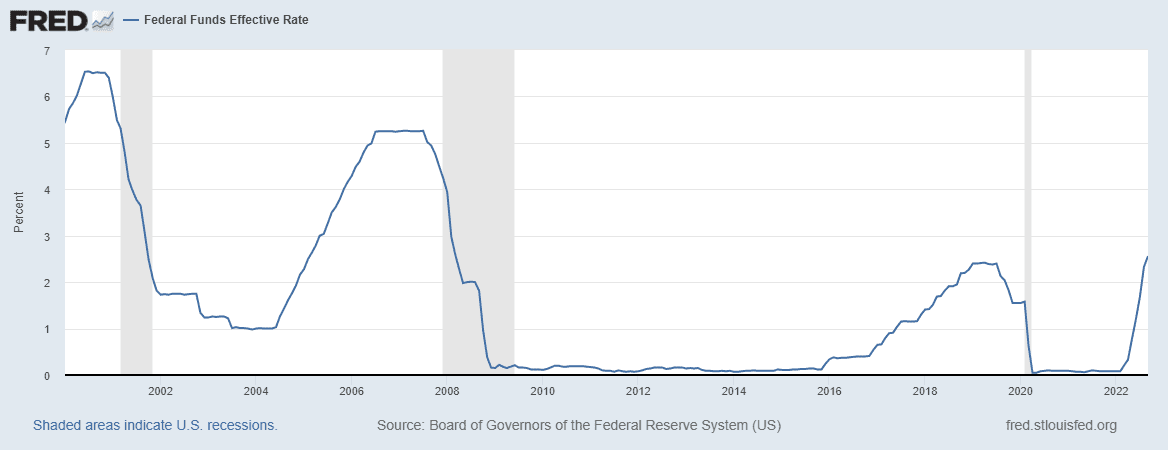 FRED
Federal Funds Effective Rate
7
6
5
4
3
2
1
0
Percent
2002 2004 2006 2008 2010 2012 2014 2016 2018 2020 2022
Shaded areas indicate U.S. recessions. Source: Board of Governors of the Federal Reserve System (US) fred.stlouisfed.org